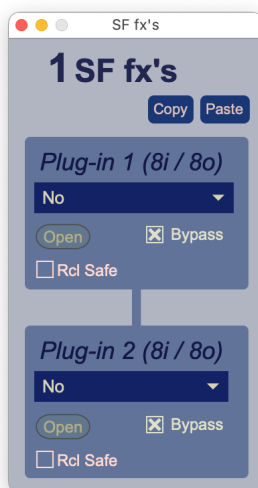 SF fx's
1 SF fx's
Copy Paste
Plug-in 1 (8i / 8o)
No
Open Bypass
Rcl Safe
Plug-in 2 (8i / 8o)
No
Open Bypass
Rcl Safe